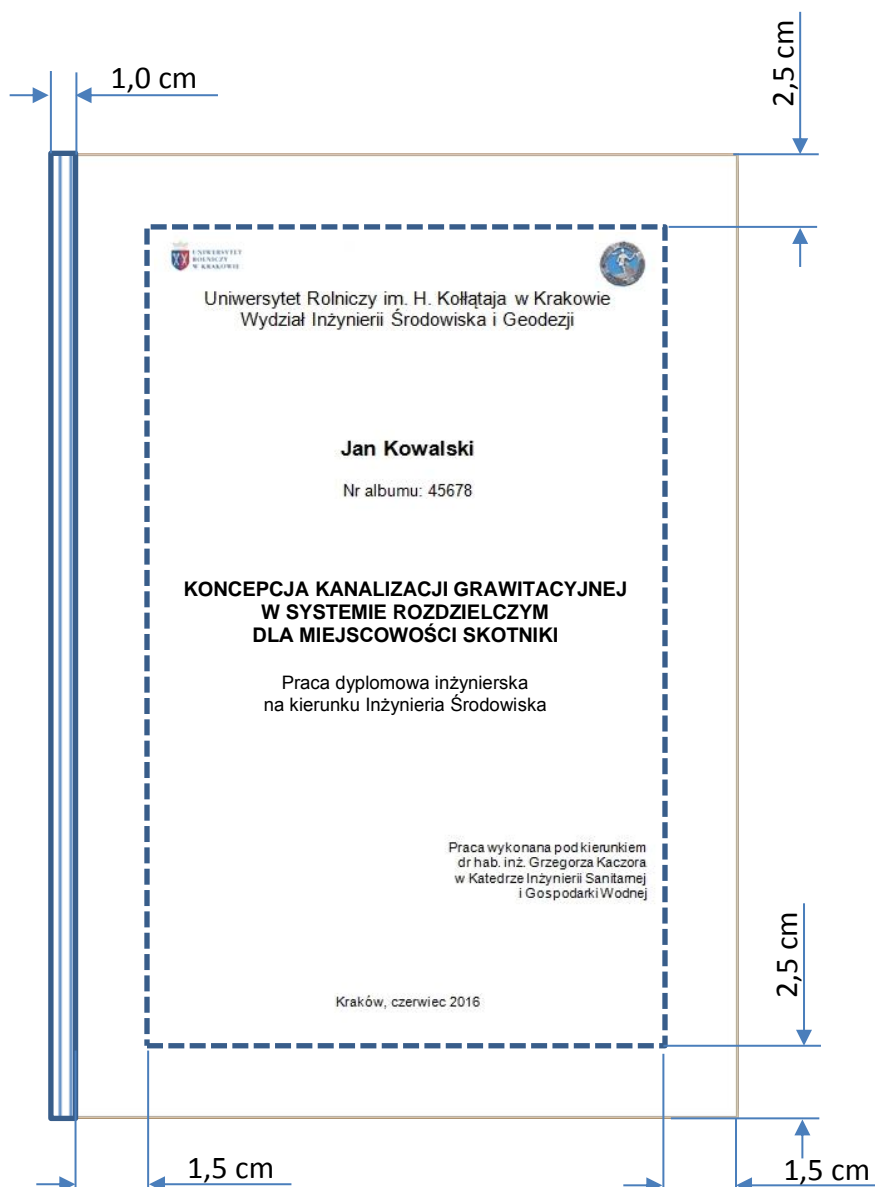 1,0 cm
2,5 cm
UNIWERSYTET
ROLNICZY
W KRAKOWIE
Uniwersytet Rolniczy im. H. Kołłątaja w Krakowie
Wydział Inżynierii Środowiska i Geodezji
Jan Kowalski
Nr albumu: 45678
KONCEPCJA KANALIZACJI GRAWITACYJNEJ
W SYSTEMIE ROZDZIELCZYM
DLA MIEJSCOWOŚCI SKOTNIKI
Praca dyplomowa inżynierska
na kierunku Inżynieria Środowiska
Praca wykonana pod kierunkiem
dr hab. inż. Grzegorza Kaczora
w Katedrze Inżynierii Sanitarnej
i Gospodarki Wodnej
2,5 cm
Kraków, czerwiec 2016
1,5 cm
1,5 cm